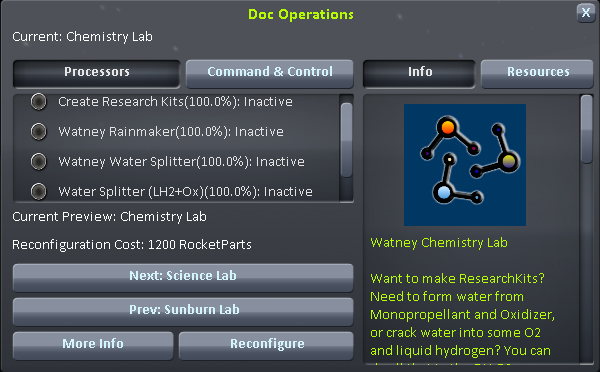 Doc Operations
X
Current: Chemistry Lab
Processors
Command & Control
Info
Resources
Create Research Kits(100.0%): Inactive
Watney Rainmaker(100.0%): Inactive
Watney Water Splitter(100.0%): Inactive
Water Splitter (LH2+Ox)(100.0%): Inactive
Current Preview: Chemistry Lab
Reconfiguration Cost: 1200 RocketParts
Next: Science Lab
Prev: Sunburn Lab
More Info
Reconfigure
Watney Chemistry Lab
Want to make ResearchKits?
Need to form water from
Monopropellant and Oxidizer,
or crack water into some O2
and liquid hydrogen? You can